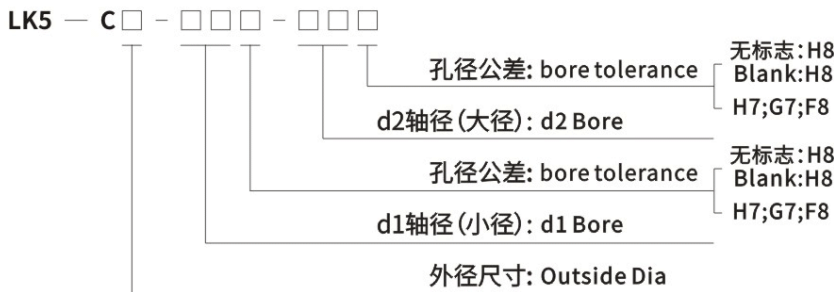 LK5 — C□ - □□□ - □□□
孔径公差: bore tolerance
无标志:H8
Blank:H8
H7;G7;F8
d2轴径(大径): d2 Bore
孔径公差: bore tolerance
无标志:H8
Blank:H8
H7;G7;F8
d1轴径(小径): d1 Bore
外径尺寸: Outside Dia